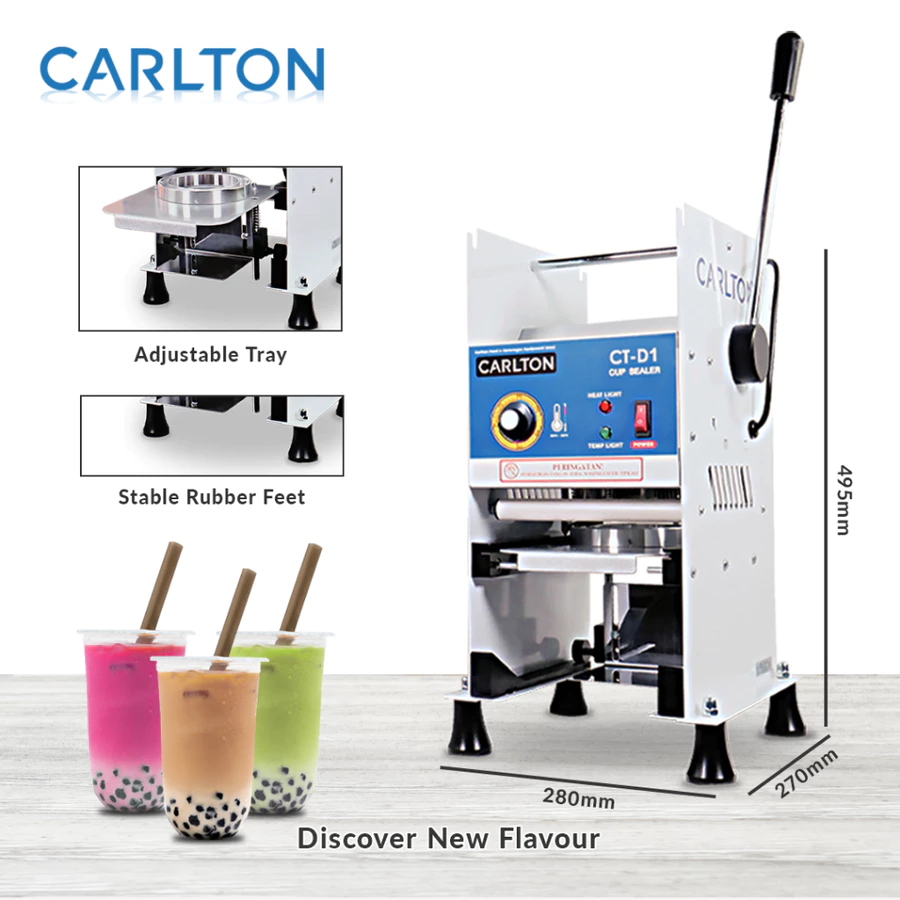 CARLTON
Adjustable Tray
Stable Rubber Feet
CARLTON
CARLTON
CT-D1
CUP SEALER
HEAT LIGHT
TEMP LIGHT
POWER
PERINGATAN!
495mm
280mm
270mm
Discover New Flavour